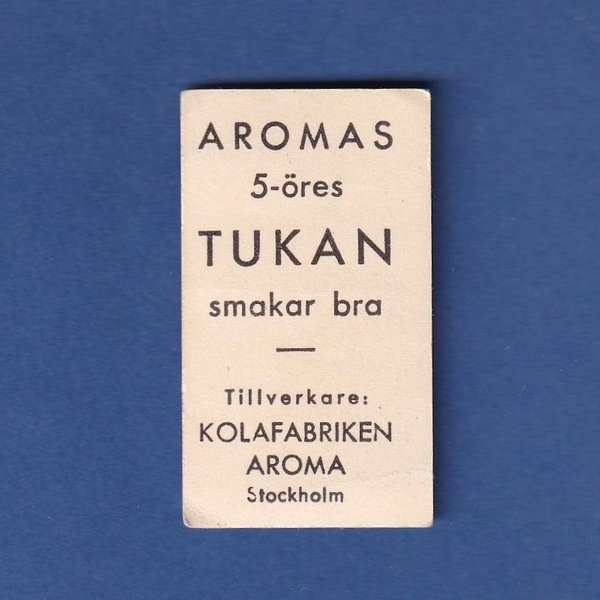 AROMAS
5-öres
TUKAN
smakar bra
Tillverkare:
KOLAFABRIKEN
AROMA
Stockholm